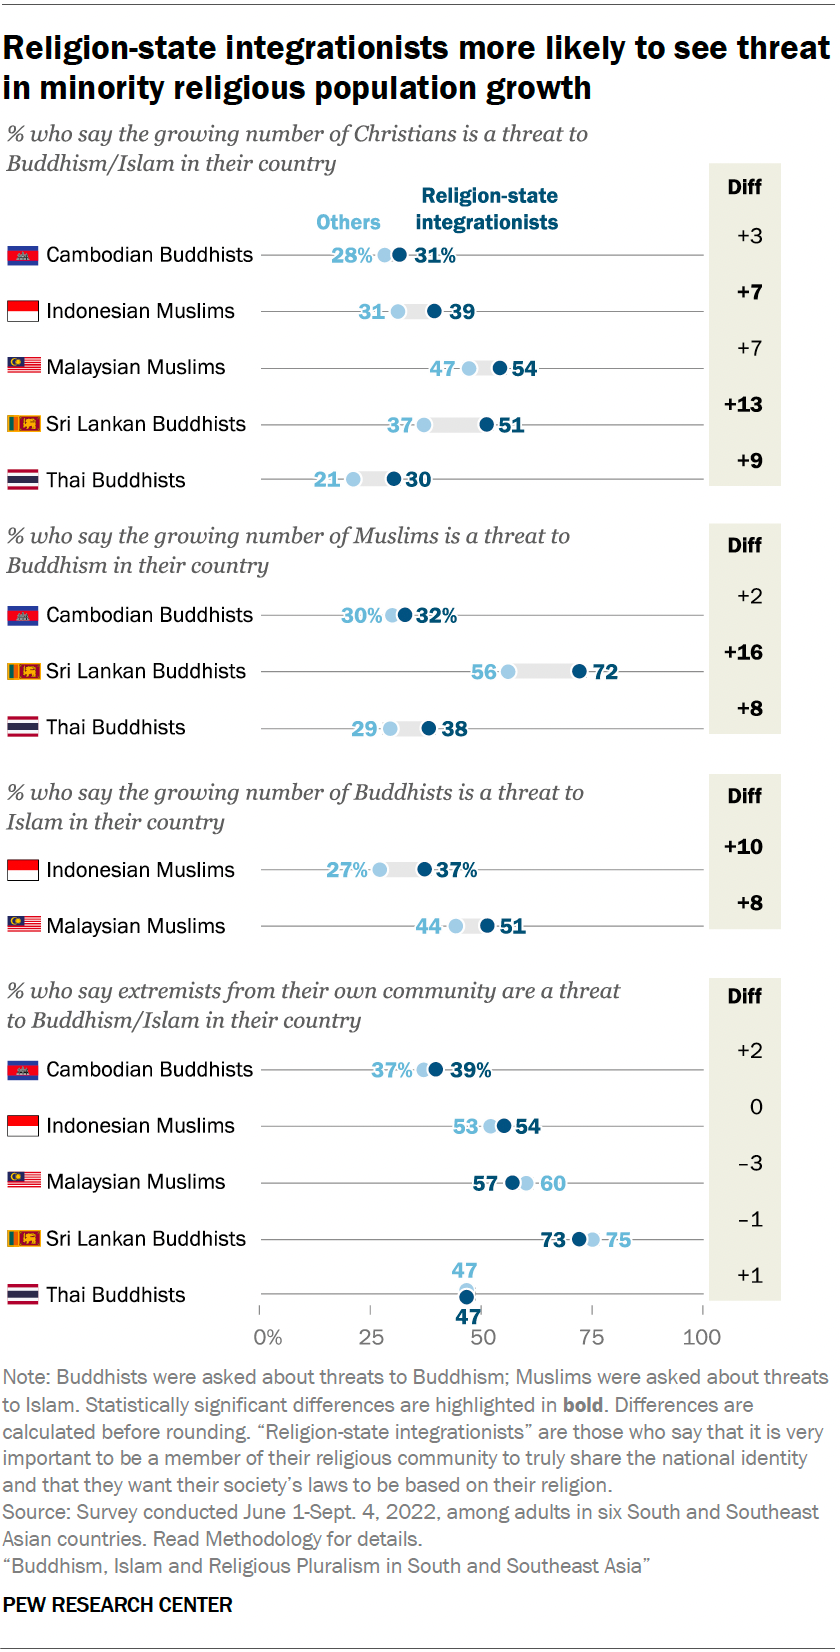 Religion-state integrationists more likely to see threat
in minority religious population growth
% who say the growing number of Christians is a threat to
Buddhism/Islam in their country
Diff
Others
Religion-state
integrationists
Cambodian Buddhists 28% 31% +3
Indonesian Muslims 31 39 +7
Malaysian Muslims 47 54 +7
Sri Lankan Buddhists 37 51 +13
Thai Buddhists 21 30 +9
% who say the growing number of Muslims is a threat to
Buddhism in their country
Diff
Cambodian Buddhists 30% 32% +2
Sri Lankan Buddhists 56 72 +16
Thai Buddhists 29 38 +8
% who say the growing number of Buddhists is a threat to
Islam in their country
Diff
Indonesian Muslims 27% 37% +10
Malaysian Muslims 44 51 +8
% who say extremists from their own community are a threat
to Buddhism/Islam in their country
Diff
Cambodian Buddhists 37% 39% +2
Indonesian Muslims 53 54 0
Malaysian Muslims 57 60 –3
Sri Lankan Buddhists 73 75 –1
Thai Buddhists 47 47 +1
0% 25 50 75 100
Note: Buddhists were asked about threats to Buddhism; Muslims were asked about threats
to Islam. Statistically significant differences are highlighted in bold. Differences are
calculated before rounding. “Religion-state integrationists” are those who say that it is very
important to be a member of their religious community to truly share the national identity
and that they want their society’s laws to be based on their religion.
Source: Survey conducted June 1-Sept. 4, 2022, among adults in six South and Southeast
Asian countries. Read Methodology for details.
“Buddhism, Islam and Religious Pluralism in South and Southeast Asia”
PEW RESEARCH CENTER